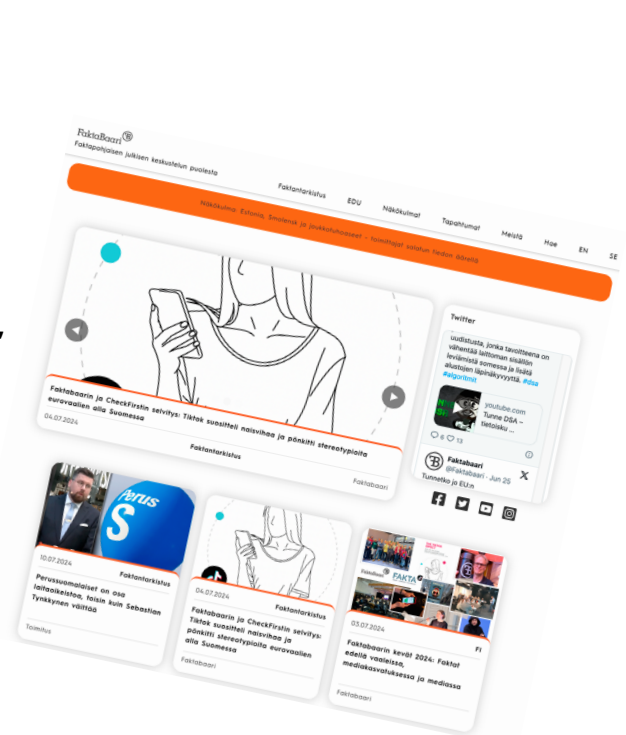 FaktaBaari
Faktapohjaisen julkisen keskustelun puolesta
Faktantarkistus EDU Näkökulmat Tapahtumat Meistä Hae EN SE
Näkökulma: Estonia, Smolensk ja joukkotuhoaseet – toimittajat salatun tiedon äärellä
Faktabaarin ja CheckFirstin selvitys: Tiktok suositteli naisvihaa ja pönkitti stereotypioita
eurovaalien alla Suomessa
04.07.2024
Faktantarkistus
Faktabaari
Twitter
uudistusta, jonka tavoitteena on
vähentää laittoman sisällön
leviämistä somessa ja lisätä
alustojen läpinäkyvyyttä. #dsa
#algoritmit
youtube.com
Tunne DSA –
tietoisku ...
6 13
Faktabaari
@Faktabaari · Jun 25
Tunnetko jo EU:n
Perus
S
10.07.2024
Faktantarkistus
Perussuomalaiset on osa
laitaoikeistoa, toisin kuin Sebastian
Tynkkynen väittää
Toimitus
04.07.2024
Faktantarkistus
Faktabaarin ja CheckFirstin selvitys:
Tiktok suositteli naisvihaa ja
pönkitti stereotypioita eurovaalien
alla Suomessa
Faktabaari
FAKTA
03.07.2024
FI
Faktabaarin kevät 2024: Faktat
edellä vaaleissa,
mediakasvatuksessa ja mediassa
Faktabaari